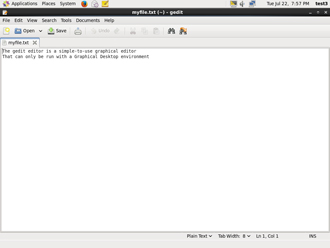 Applications Places System Tue Jul 22, 7:57 PM test3
myfile.txt (~) - gedit
File Edit View Search Tools Documents Help
Open Save Undo
myfile.txt
The gedit editor is a simple-to-use graphical editor
That can only be run with a Graphical Desktop environment
Plain Text Tab Width: 8 Ln 1, Col 1 INS